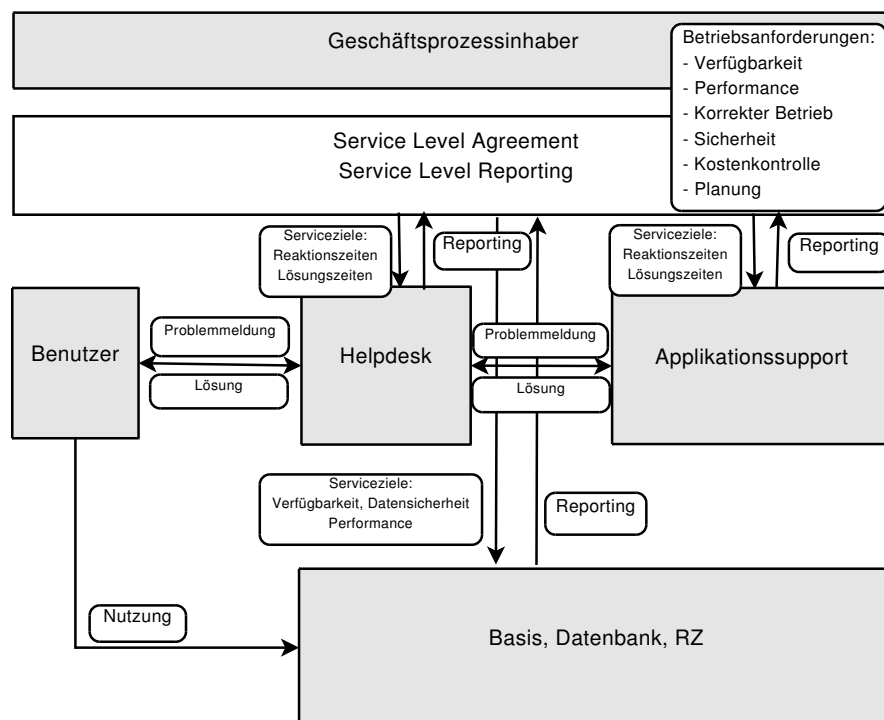 Geschäftsprozessinhaber
Betriebsanforderungen:
- Verfügbarkeit
- Performance
- Korrekter Betrieb
- Sicherheit
- Kostenkontrolle
- Planung
Service Level Agreement
Service Level Reporting
Serviceziele:
Reaktionszeiten
Lösungszeiten
Reporting
Serviceziele:
Reaktionszeiten
Lösungszeiten
Reporting
Benutzer
Problemmeldung
Lösung
Helpdesk
Problemmeldung
Lösung
Applikationssupport
Serviceziele:
Verfügbarkeit, Datensicherheit
Performance
Reporting
Nutzung
Basis, Datenbank, RZ